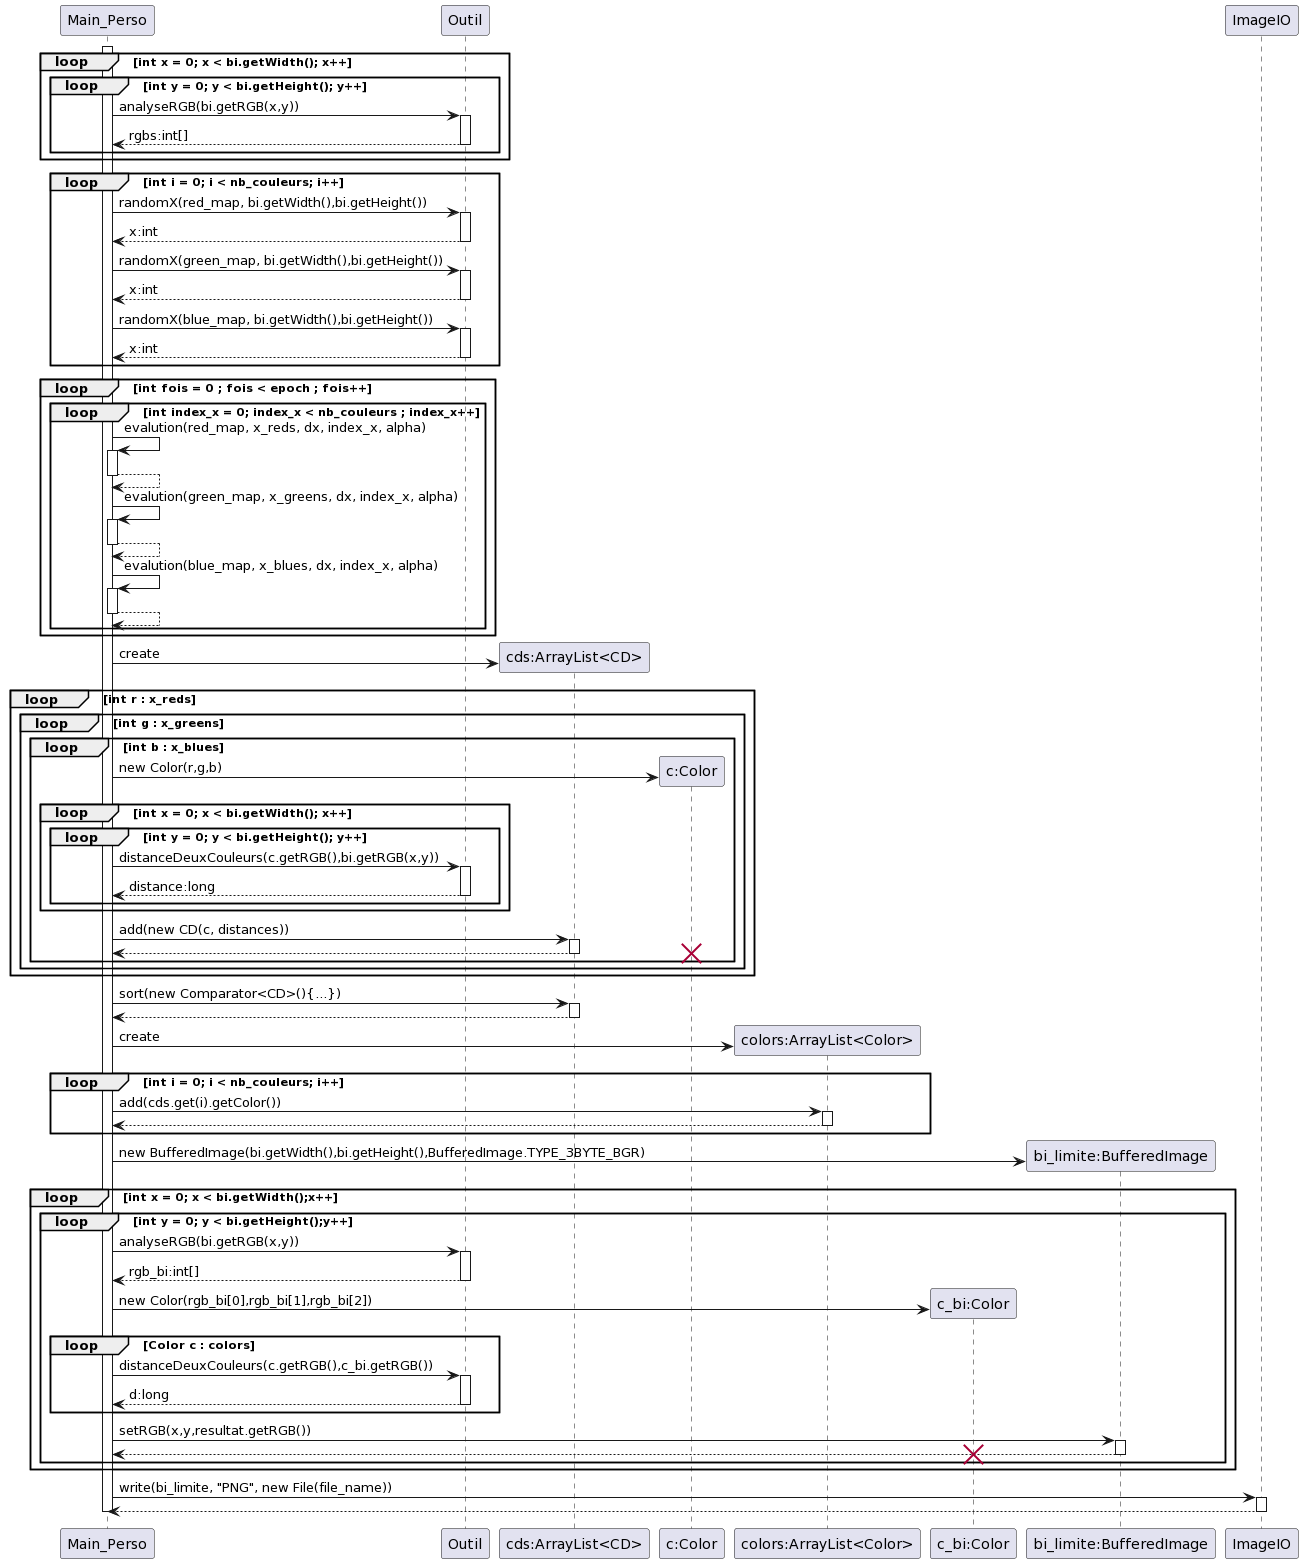 Main_Perso Outil ImageIO
loop [int x = 0; x < bi.getWidth(); x++]
loop [int y = 0; y < bi.getHeight(); y++]
analyseRGB(bi.getRGB(x,y))
rgbs:int[]
loop [int i = 0; i < nb_couleurs; i++]
randomX(red_map, bi.getWidth(),bi.getHeight())
x:int
randomX(green_map, bi.getWidth(),bi.getHeight())
x:int
randomX(blue_map, bi.getWidth(),bi.getHeight())
x:int
loop [int fois = 0 ; fois < epoch ; fois++]
loop [int index_x = 0; index_x < nb_couleurs ; index_x++]
evalution(red_map, x_reds, dx, index_x, alpha)
evalution(green_map, x_greens, dx, index_x, alpha)
evalution(blue_map, x_blues, dx, index_x, alpha)
create cds:ArrayList<CD>
loop [int r : x_reds]
loop [int g : x_greens]
loop [int b : x_blues]
new Color(r,g,b) c:Color
loop [int x = 0; x < bi.getWidth(); x++]
loop [int y = 0; y < bi.getHeight(); y++]
distanceDeuxCouleurs(c.getRGB(),bi.getRGB(x,y))
distance:long
add(new CD(c, distances))
sort(new Comparator<CD>(){...})
create colors:ArrayList<Color>
loop [int i = 0; i < nb_couleurs; i++]
add(cds.get(i).getColor())
new BufferedImage(bi.getWidth(),bi.getHeight(),BufferedImage.TYPE_3BYTE_BGR) bi_limite:BufferedImage
loop [int x = 0; x < bi.getWidth();x++]
loop [int y = 0; y < bi.getHeight();y++]
analyseRGB(bi.getRGB(x,y))
rgb_bi:int[]
new Color(rgb_bi[0],rgb_bi[1],rgb_bi[2]) c_bi:Color
loop [Color c : colors]
distanceDeuxCouleurs(c.getRGB(),c_bi.getRGB())
d:long
setRGB(x,y,resultat.getRGB())
write(bi_limite, "PNG", new File(file_name))
Main_Perso Outil cds:ArrayList<CD> c:Color colors:ArrayList<Color> c_bi:Color bi_limite:BufferedImage ImageIO